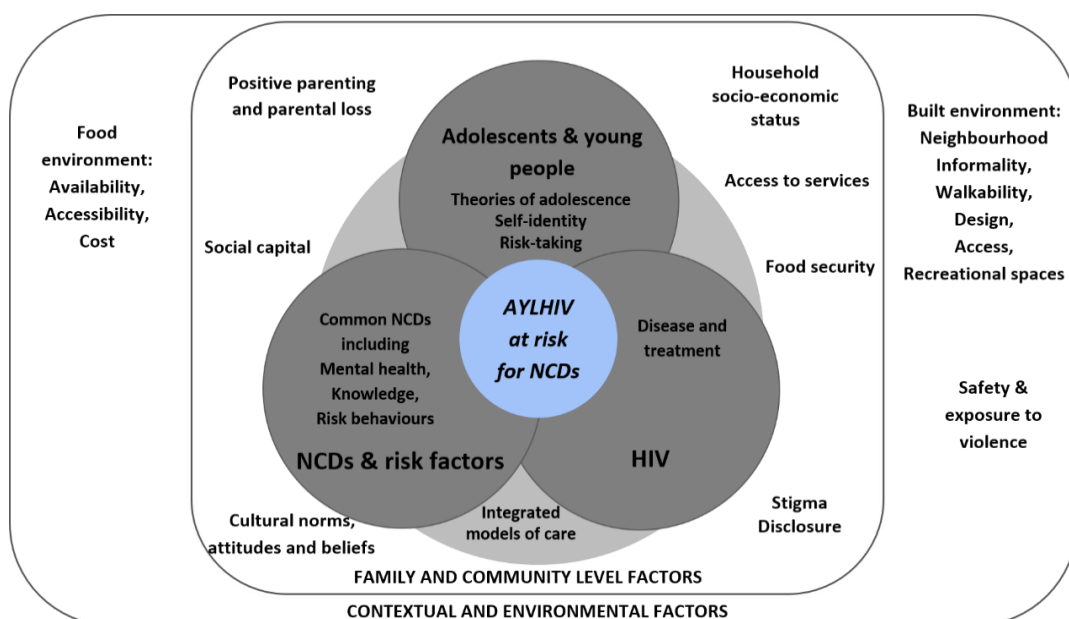 Positive parenting
and parental loss
Household
socio-economic
status
Food
environment:
Availability,
Accessibility,
Cost
Built environment:
Neighbourhood
Informality,
Walkability,
Design,
Access,
Recreational spaces
Adolescents & young
people
Theories of adolescence
Self-identity
Risk-taking
Access to services
Social capital
Food security
AYLHIV
at risk
for NCDs
Common NCDs
including
Mental health,
Knowledge,
Risk behaviours
NCDs & risk factors
Disease and
treatment
HIV
Safety &
exposure to
violence
Cultural norms,
attitudes and beliefs
Integrated
models of care
Stigma
Disclosure
FAMILY AND COMMUNITY LEVEL FACTORS
CONTEXTUAL AND ENVIRONMENTAL FACTORS